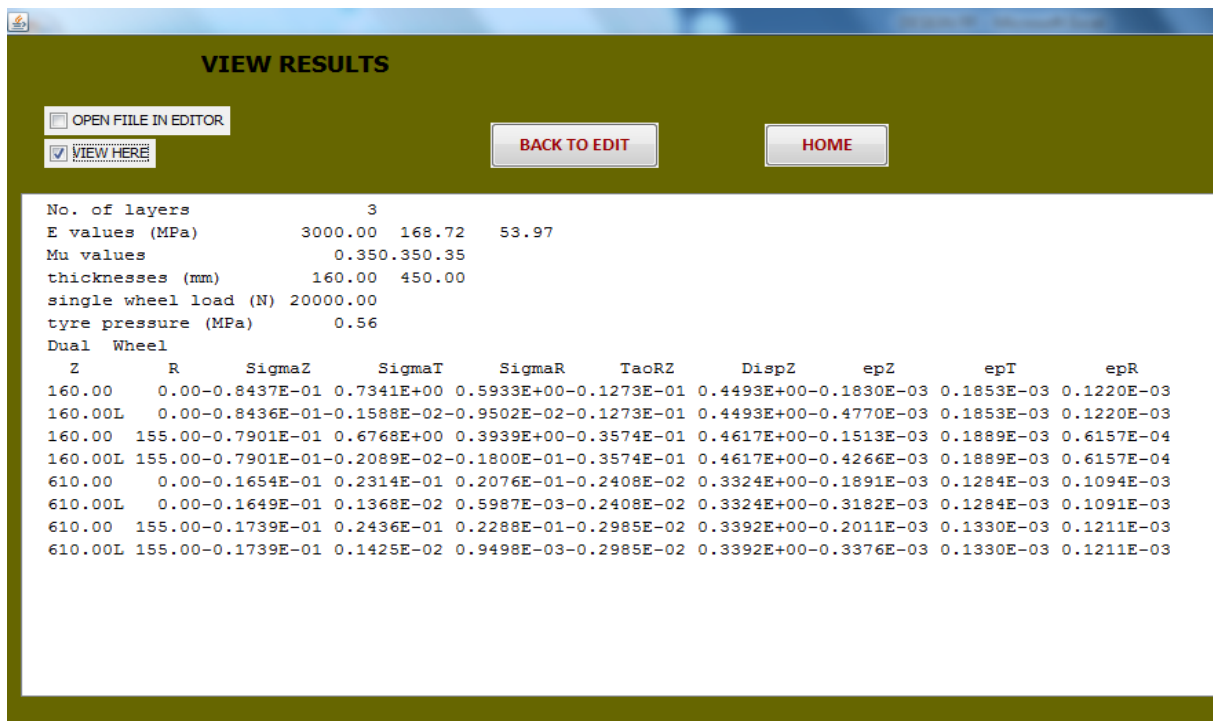 VIEW RESULTS
OPEN FIILE IN EDITOR
VIEW HERE
BACK TO EDIT
HOME
No. of layers 3
E values (MPa) 3000.00 168.72 53.97
Mu values 0.350.350.35
thicknesses (mm) 160.00 450.00
single wheel load (N) 20000.00
tyre pressure (MPa) 0.56
Dual Wheel
Z R SigmaZ SigmaT SigmaR TaoRZ DispZ epZ epT epR
160.00 0.00-0.8437E-01 0.7341E+00 0.5933E+00-0.1273E-01 0.4493E+00-0.1830E-03 0.1853E-03 0.1220E-03
160.00L 0.00-0.8436E-01-0.1588E-02-0.9502E-02-0.1273E-01 0.4493E+00-0.4770E-03 0.1853E-03 0.1220E-03
160.00 155.00-0.7901E-01 0.6768E+00 0.3939E+00-0.3574E-01 0.4617E+00-0.1513E-03 0.1889E-03 0.6157E-04
160.00L 155.00-0.7901E-01-0.2089E-02-0.1800E-01-0.3574E-01 0.4617E+00-0.4266E-03 0.1889E-03 0.6157E-04
610.00 0.00-0.1654E-01 0.2314E-01 0.2076E-01-0.2408E-02 0.3324E+00-0.1891E-03 0.1284E-03 0.1094E-03
610.00L 0.00-0.1649E-01 0.1368E-02 0.5987E-03-0.2408E-02 0.3324E+00-0.3182E-03 0.1284E-03 0.1091E-03
610.00 155.00-0.1739E-01 0.2436E-01 0.2288E-01-0.2985E-02 0.3392E+00-0.2011E-03 0.1330E-03 0.1211E-03
610.00L 155.00-0.1739E-01 0.1425E-02 0.9498E-03-0.2985E-02 0.3392E+00-0.3376E-03 0.1330E-03 0.1211E-03